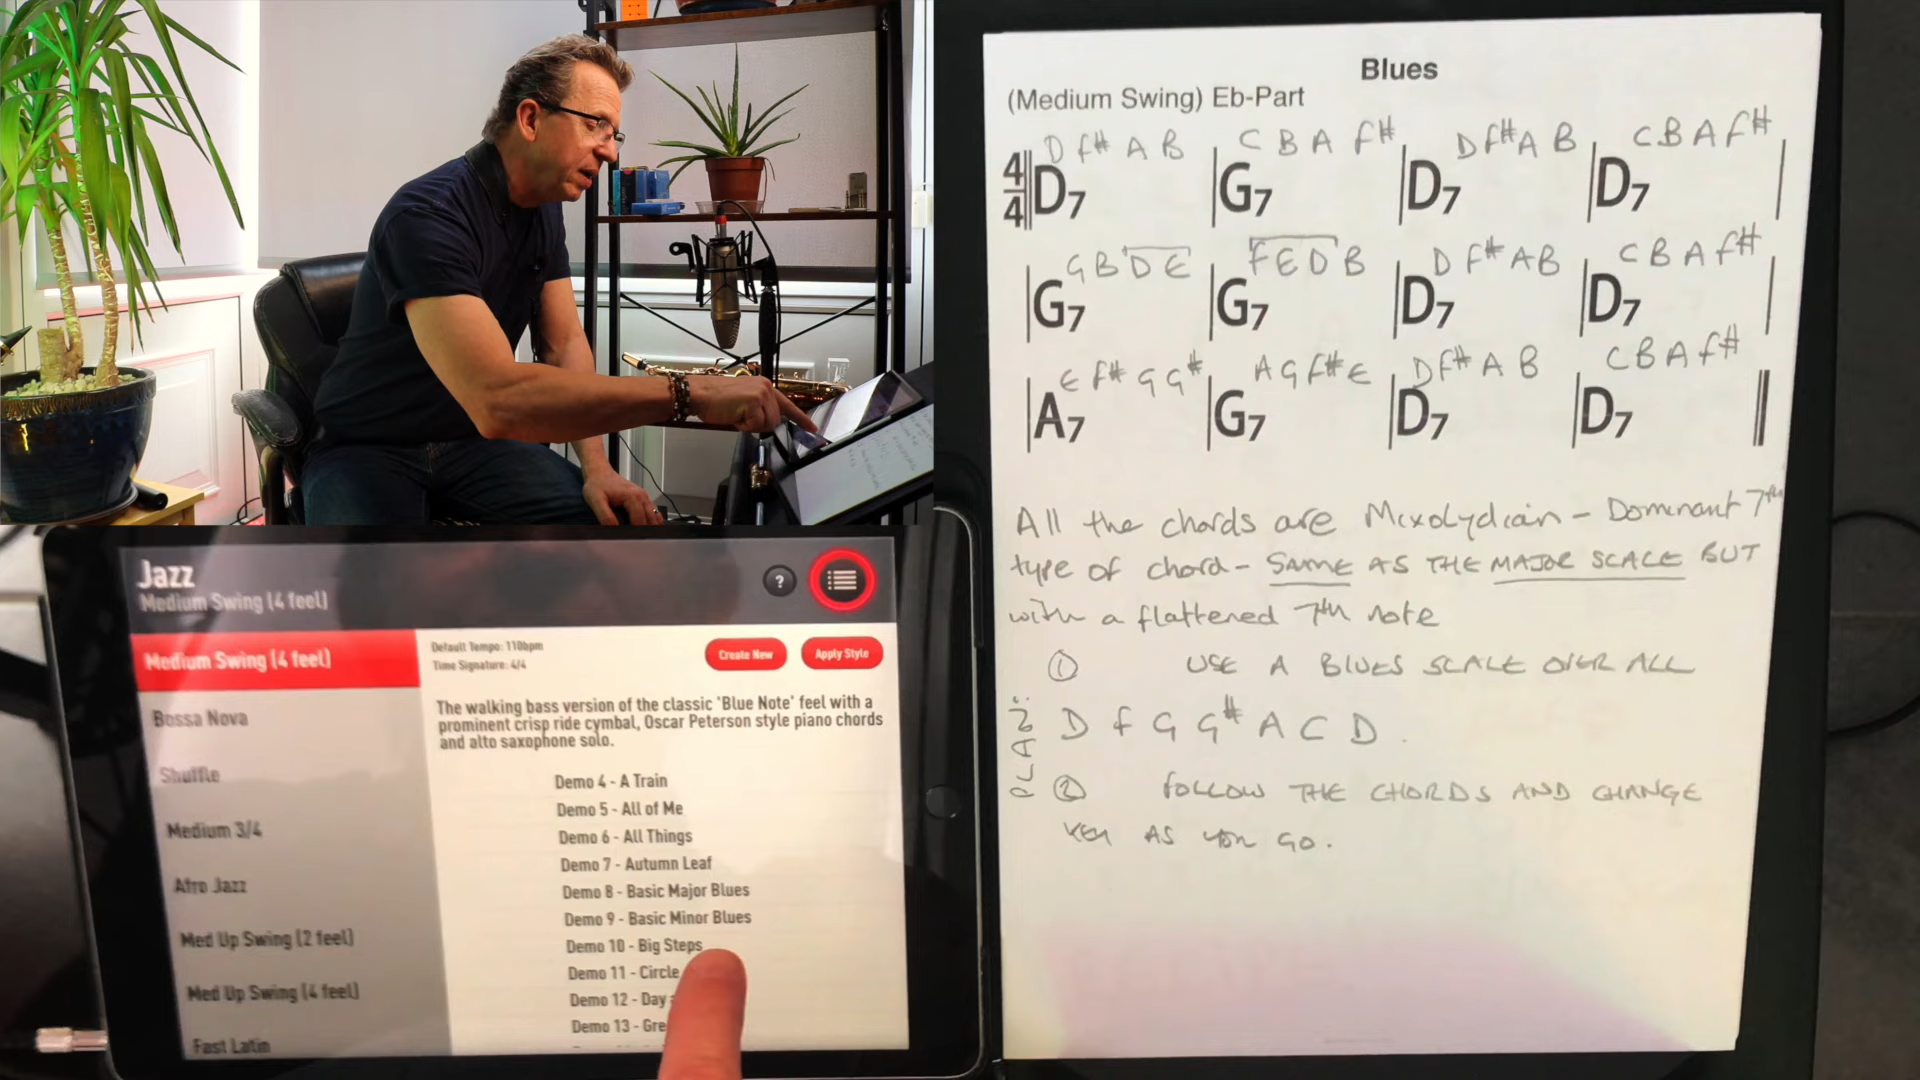 Blues
(Medium Swing) Eb-Part
D F# A B C B A F# D F# A B C B A F#
4/4 D7 G7 D7 D7
G B D E F E D B D F# A B C B A F#
G7 G7 D7 D7
E F# G G# A G F# E D F# A B C B A F#
A7 G7 D7 D7
All the chords are Mixolydian - Dominant 7th
type of chord - SAME AS THE MAJOR SCALE BUT
with a flattened 7th note
1 USE A BLUES SCALE OVER ALL
D F G G# A C D.
2 FOLLOW THE CHORDS AND CHANGE
KEY AS YOU GO.
Jazz
Medium Swing (4 feel)
?
Medium Swing (4 feel)
Bossa Nova
Shuffle
Medium 3/4
Afro Jazz
Med Up Swing (2 feel)
Med Up Swing (4 feel)
Fast Latin
Default Tempo: 110bpm
Time Signature: 4/4
Create New
Apply Style
The walking bass version of the classic 'Blue Note' feel with a
prominent crisp ride cymbal, Oscar Peterson style piano chords
and alto saxophone solo.
Demo 4 - A Train
Demo 5 - All of Me
Demo 6 - All Things
Demo 7 - Autumn Leaf
Demo 8 - Basic Major Blues
Demo 9 - Basic Minor Blues
Demo 10 - Big Steps
Demo 11 - Circle
Demo 12 - Day
Demo 13 - Gre